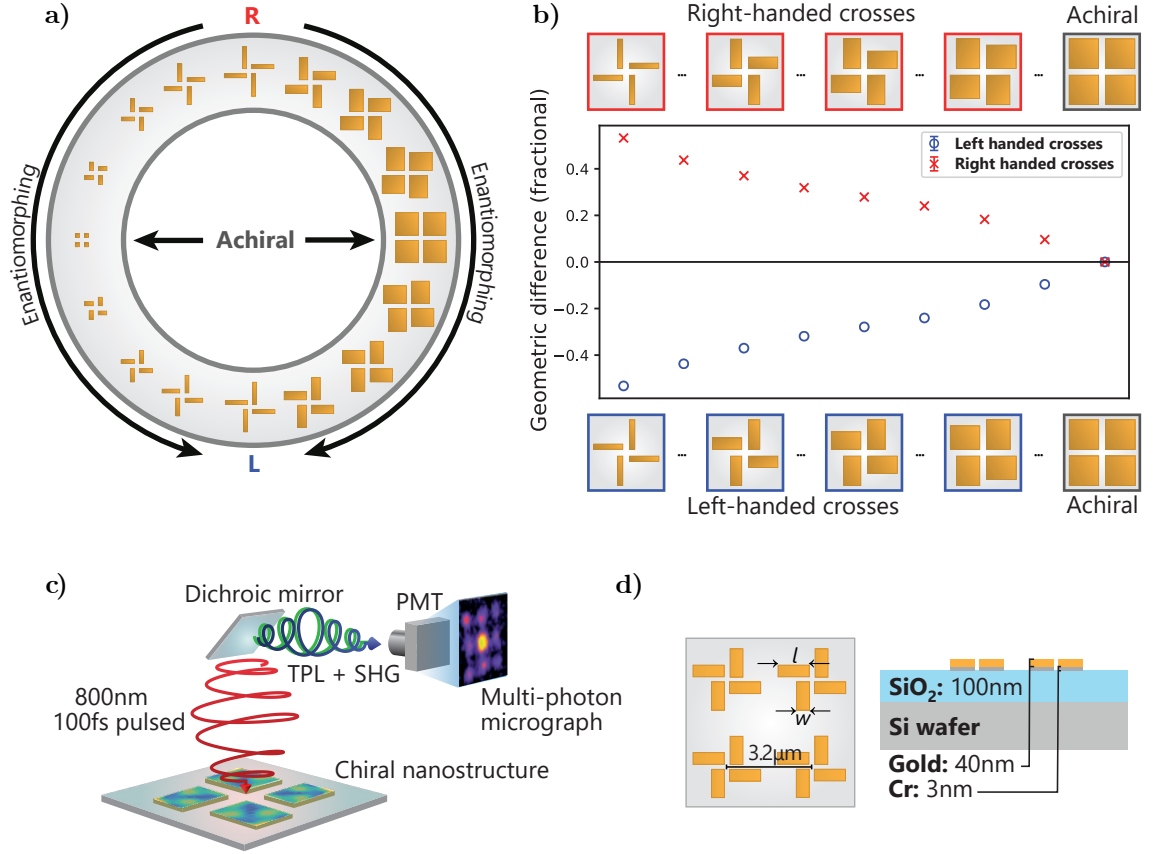 a)
R
Enantiomorphing
Achiral
Enantiomorphing
L
b)
Right-handed crosses
Achiral
... ... ... ...
Geometric difference (fractional)
0.4
0.2
0.0
−0.2
−0.4
Left handed crosses
Right handed crosses
... ... ... ...
Left-handed crosses
Achiral
c)
Dichroic mirror
PMT
TPL + SHG
800nm
100fs pulsed
Multi-photon
micrograph
Chiral nanostructure
d)
l
w
3.2µm
SiO₂: 100nm
Si wafer
Gold: 40nm
Cr: 3nm